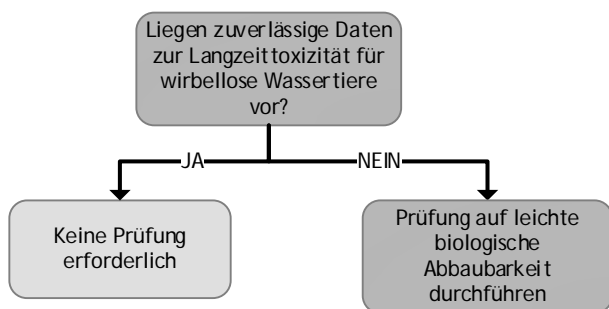 Liegen zuverlässige Daten
zur Langzeittoxizität für
wirbellose Wassertiere
vor?
JA
NEIN
Keine Prüfung
erforderlich
Prüfung auf leichte
biologische
Abbaubarkeit
durchführen